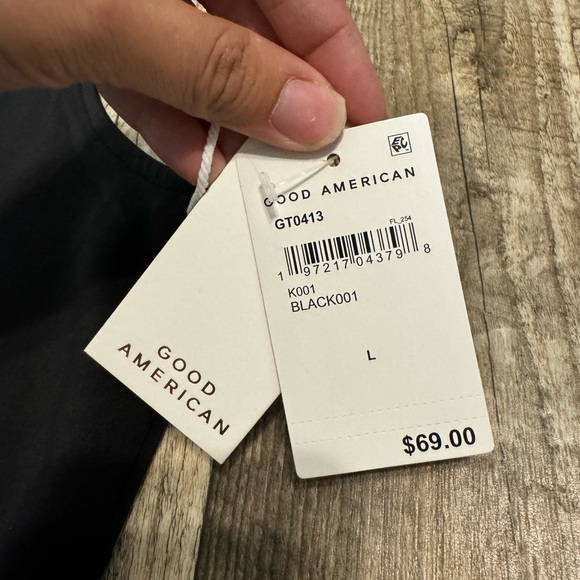 GOOD AMERICAN
GT0413
FL_254
1 97217 04379 8
K001
BLACK001
L
$69.00
GOOD
AMERICAN